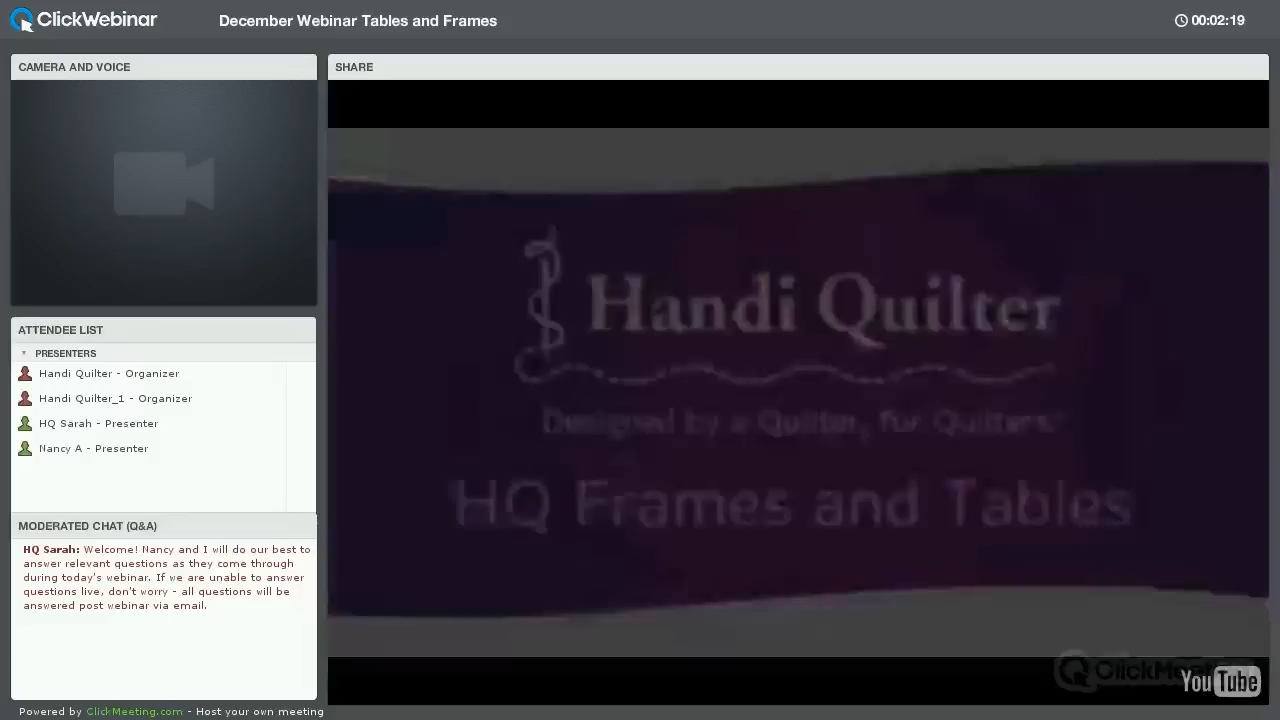 ClickWebinar
December Webinar Tables and Frames
00:02:19
CAMERA AND VOICE
SHARE
Handi Quilter
Designed by a Quilter, for Quilters®
HQ Frames and Tables
ATTENDEE LIST
PRESENTERS
Handi Quilter - Organizer
Handi Quilter_1 - Organizer
HQ Sarah - Presenter
Nancy A - Presenter
MODERATED CHAT (Q&A)
HQ Sarah: Welcome! Nancy and I will do our best to
answer relevant questions as they come through
during today's webinar. If we are unable to answer
questions live, don't worry - all questions will be
answered post webinar via email.
ClickMeeting
YouTube
Powered by ClickMeeting.com - Host your own meeting